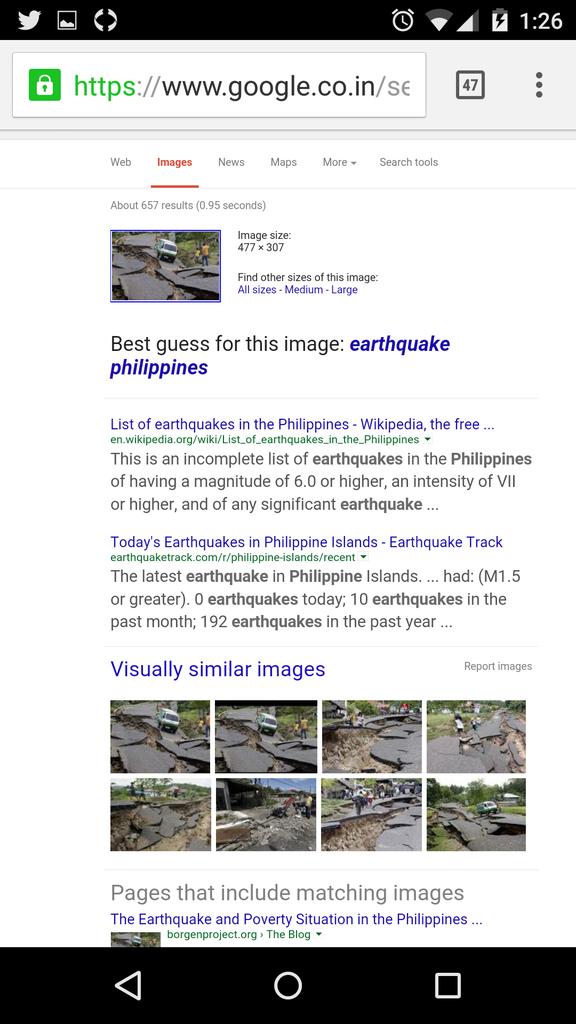 1:26
https://www.google.co.in/se
47
Web Images News Maps More Search tools
About 657 results (0.95 seconds)
Image size:
477 × 307
Find other sizes of this image:
All sizes - Medium - Large
Best guess for this image: earthquake
philippines
List of earthquakes in the Philippines - Wikipedia, the free ...
en.wikipedia.org/wiki/List_of_earthquakes_in_the_Philippines
This is an incomplete list of earthquakes in the Philippines
of having a magnitude of 6.0 or higher, an intensity of VII
or higher, and of any significant earthquake ...
Today's Earthquakes in Philippine Islands - Earthquake Track
earthquaketrack.com/r/philippine-islands/recent
The latest earthquake in Philippine Islands. ... had: (M1.5
or greater). 0 earthquakes today; 10 earthquakes in the
past month; 192 earthquakes in the past year ...
Visually similar images Report images
Pages that include matching images
The Earthquake and Poverty Situation in the Philippines ...
borgenproject.org › The Blog